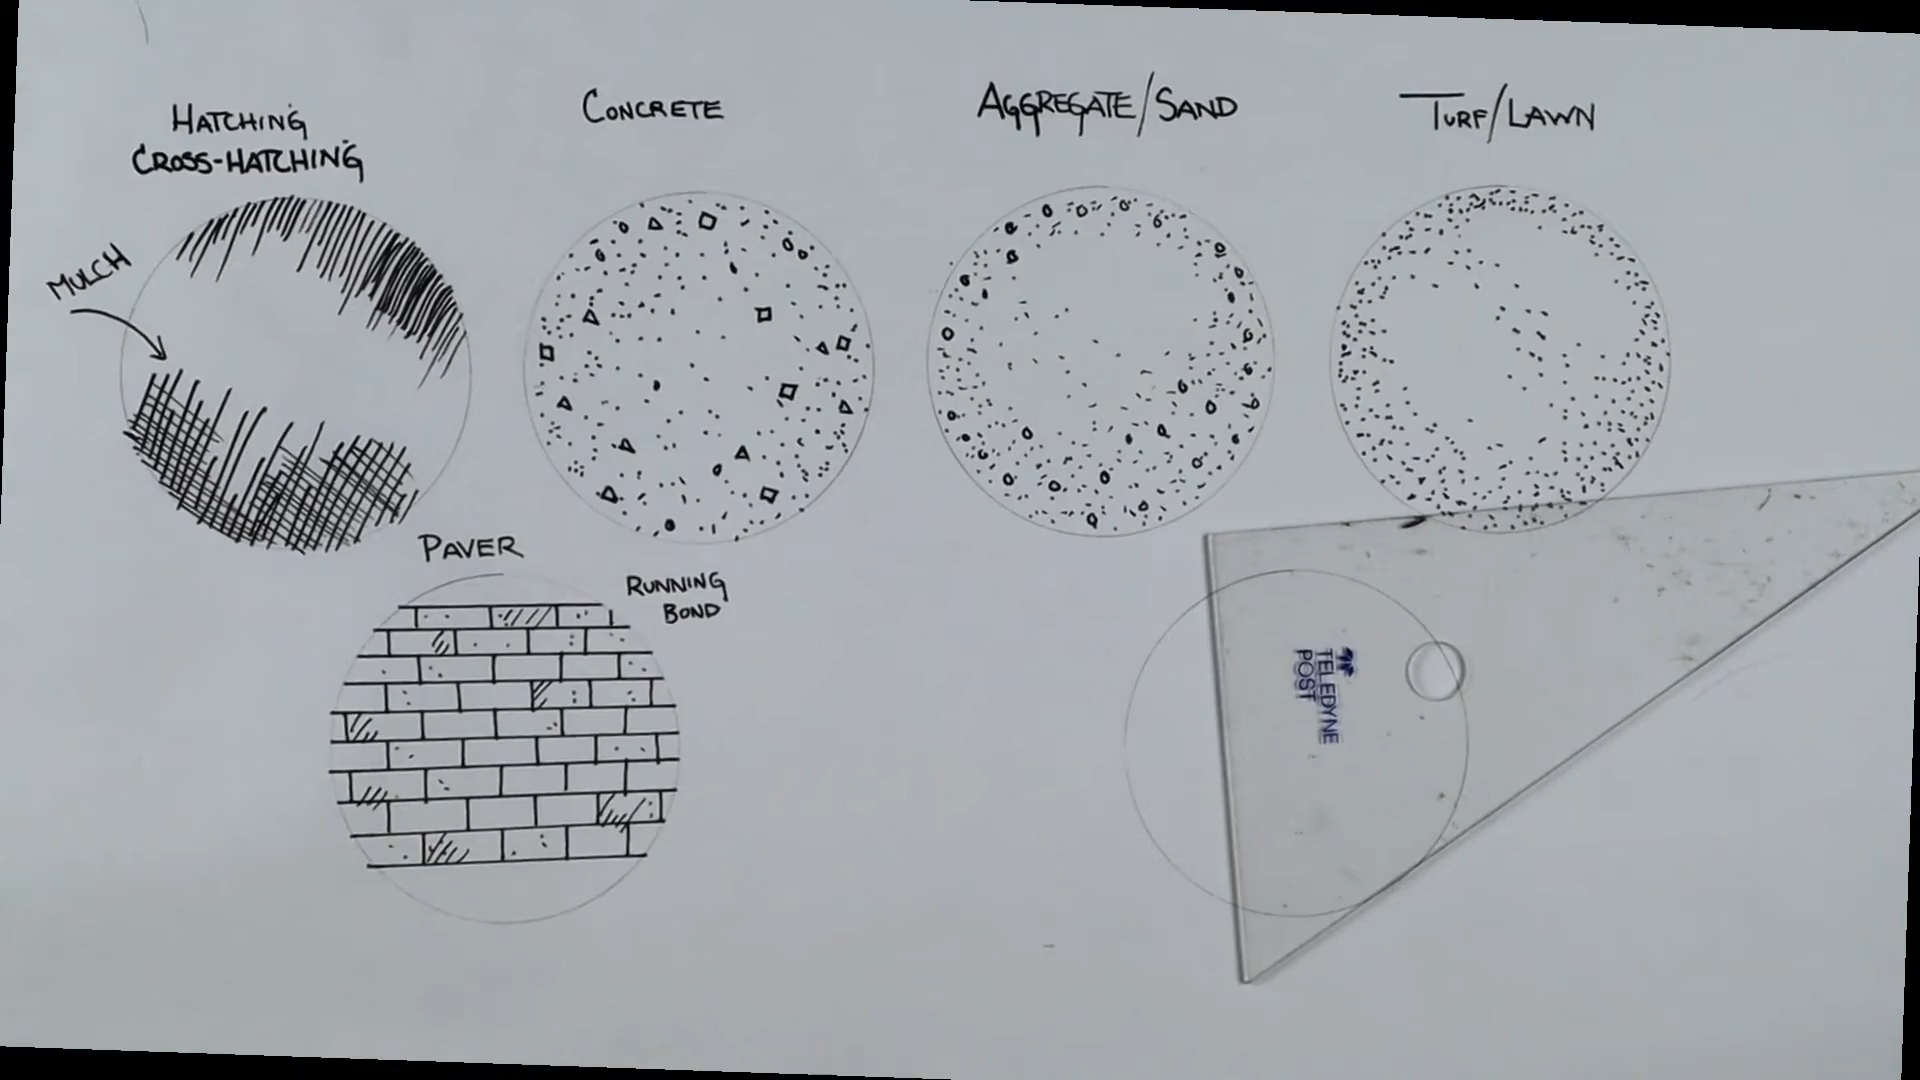 HATCHING
CROSS-HATCHING
CONCRETE
AGGREGATE/SAND
TURF/LAWN
MULCH
PAVER
RUNNING
BOND
TELEDYNE
POST